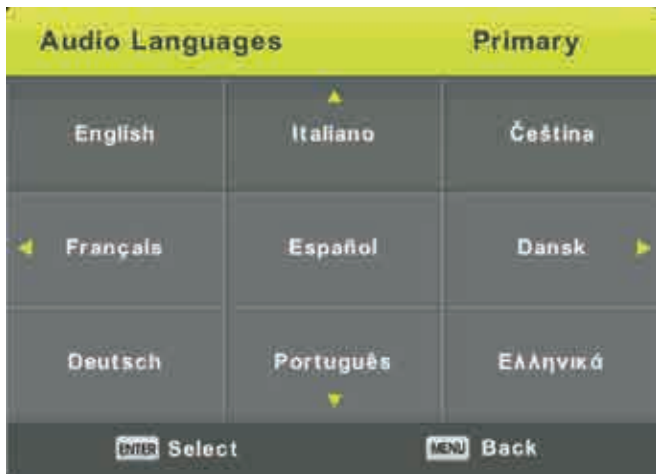 Audio Languages Primary
English Italiano Čeština
Français Español Dansk
Deutsch Português Ελληνικά
ENTER Select MENU Back